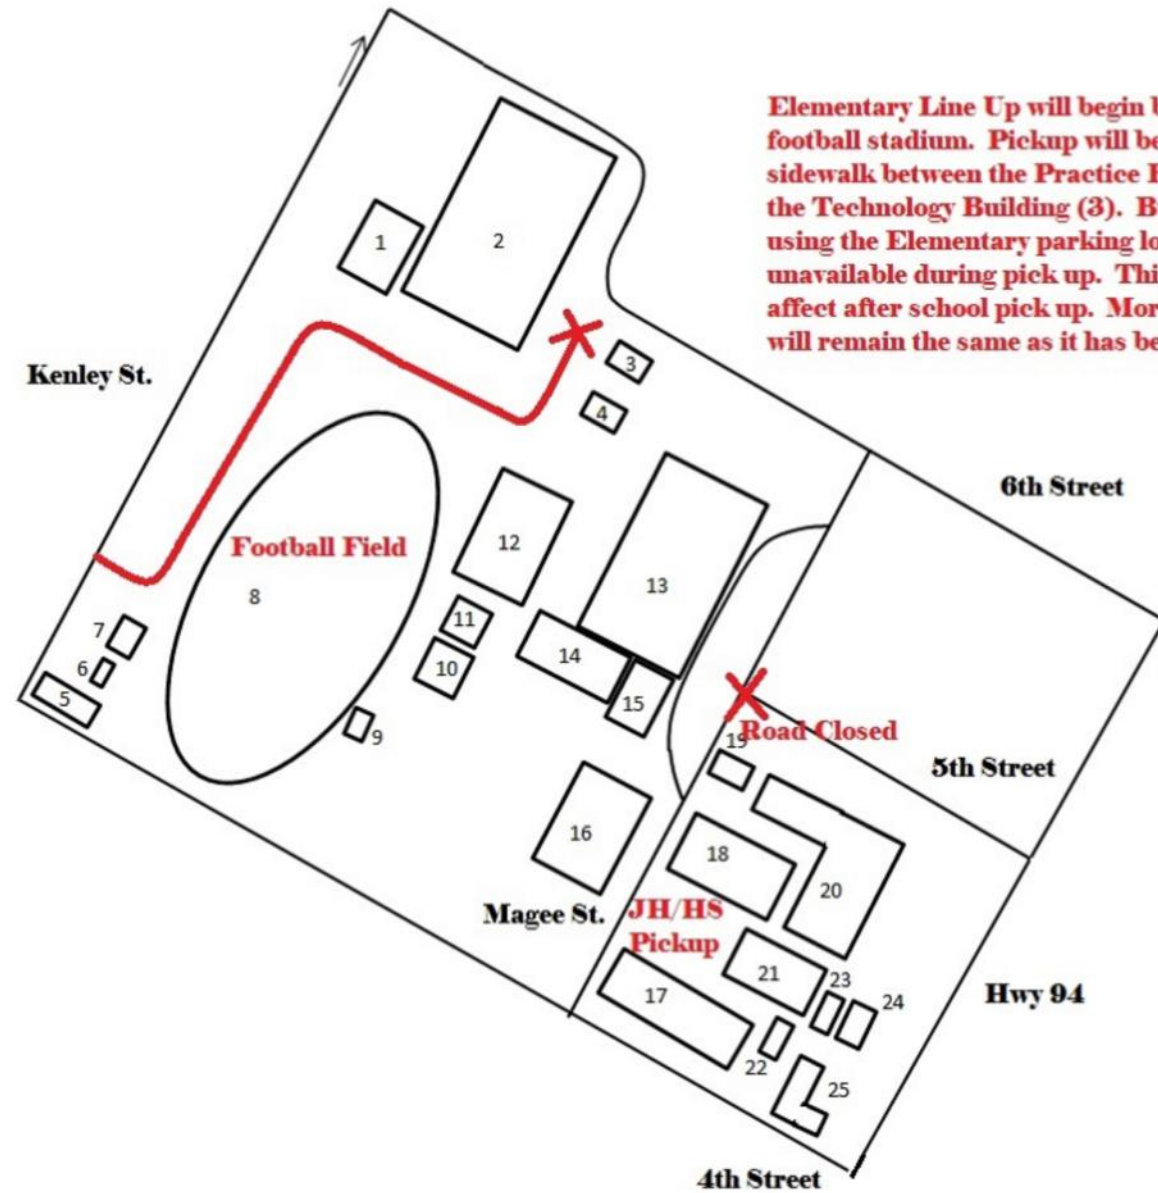 Elementary Line Up will begin
football stadium. Pickup will
sidewalk between the Practice
the Technology Building (3).
using the Elementary parking
unavailable during pick up.
affect after school pick up.
will remain the same as it has
1
2
3
4
Kenley St.
6th Street
Football Field
8
12
13
11
10
14
15
7
6
5
9
Road Closed
19
5th Street
16
18
20
Magee St.
JH/HS
Pickup
21
23
24
17
Hwy 94
22
25
4th Street